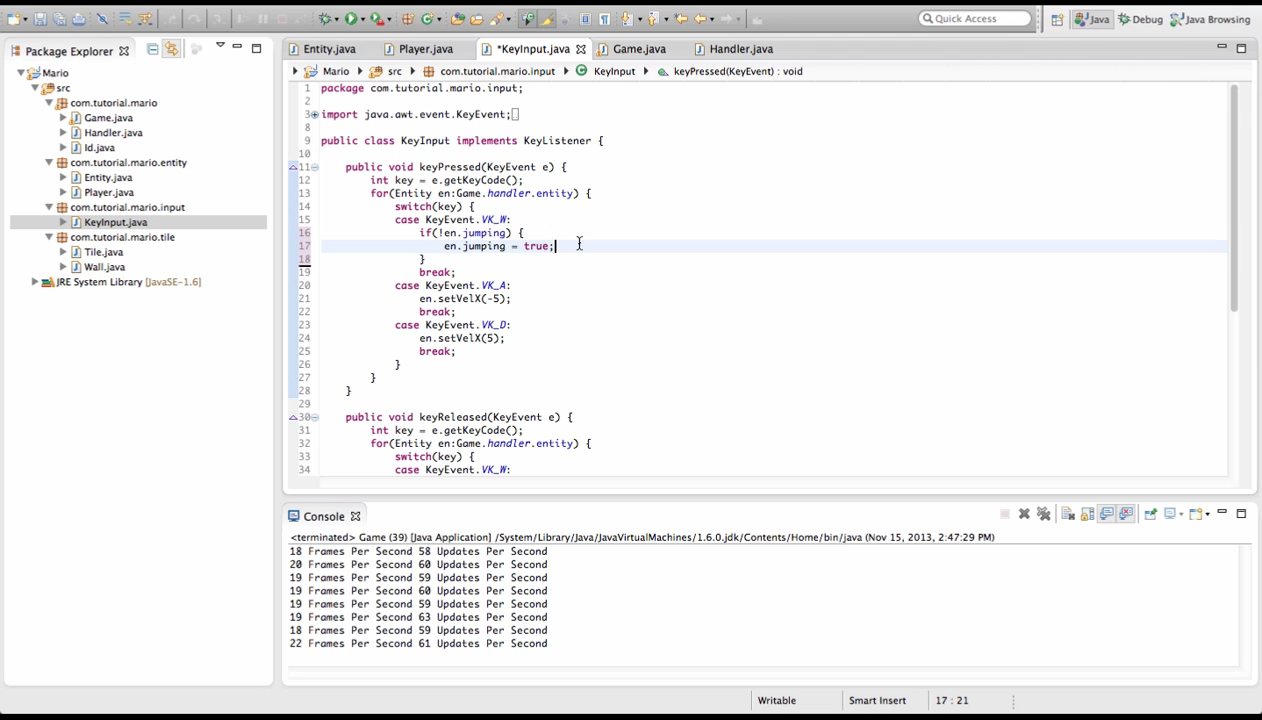 Quick Access
Java
Debug
Java Browsing
Package Explorer
Mario
src
com.tutorial.mario
Game.java
Handler.java
Id.java
com.tutorial.mario.entity
Entity.java
Player.java
com.tutorial.mario.input
KeyInput.java
com.tutorial.mario.tile
Tile.java
Wall.java
JRE System Library [JavaSE-1.6]
Entity.java Player.java *KeyInput.java Game.java Handler.java
Mario src com.tutorial.mario.input KeyInput keyPressed(KeyEvent) : void
1 package com.tutorial.mario.input;
2
3 import java.awt.event.KeyEvent;
8
9 public class KeyInput implements KeyListener {
10
11 public void keyPressed(KeyEvent e) {
12 int key = e.getKeyCode();
13 for(Entity en:Game.handler.entity) {
14 switch(key) {
15 case KeyEvent.VK_W:
16 if(!en.jumping) {
17 en.jumping = true;
18 }
19 break;
20 case KeyEvent.VK_A:
21 en.setVelX(-5);
22 break;
23 case KeyEvent.VK_D:
24 en.setVelX(5);
25 break;
26 }
27 }
28 }
29
30 public void keyReleased(KeyEvent e) {
31 int key = e.getKeyCode();
32 for(Entity en:Game.handler.entity) {
33 switch(key) {
34 case KeyEvent.VK_W:
Console
<terminated> Game (39) [Java Application] /System/Library/Java/JavaVirtualMachines/1.6.0.jdk/Contents/Home/bin/java (Nov 15, 2013, 2:47:29 PM)
18 Frames Per Second 58 Updates Per Second
20 Frames Per Second 60 Updates Per Second
19 Frames Per Second 59 Updates Per Second
19 Frames Per Second 60 Updates Per Second
19 Frames Per Second 59 Updates Per Second
19 Frames Per Second 63 Updates Per Second
18 Frames Per Second 59 Updates Per Second
22 Frames Per Second 61 Updates Per Second
Writable Smart Insert 17 : 21